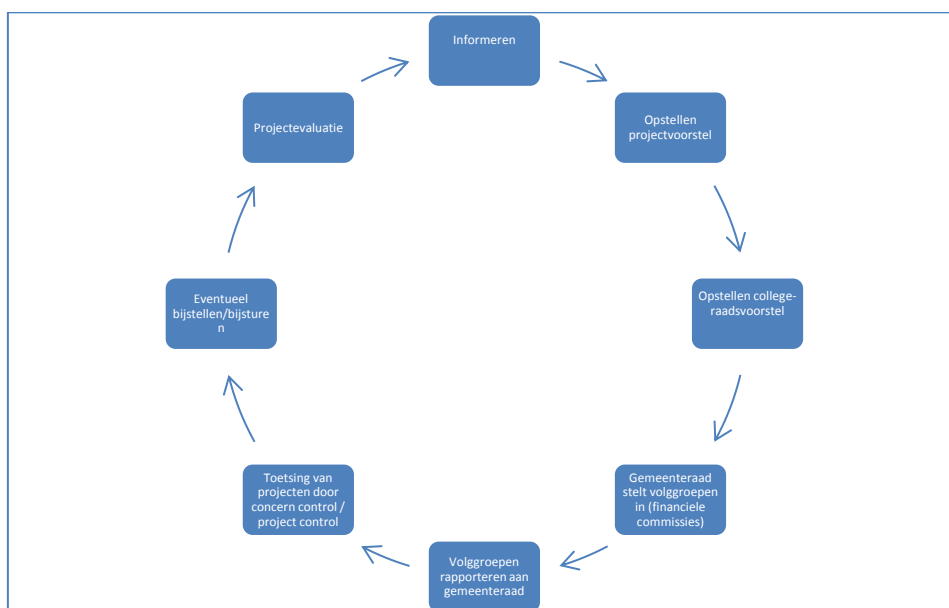 Informeren
Opstellen
projectvoorstel
Opstellen college-
raadsvoorstel
Gemeenteraad
stelt volggroepen
in (financiele
commissies)
Volggroepen
rapporteren aan
gemeenteraad
Toetsing van
projecten door
concern control /
project control
Eventueel
bijstellen/bijsture
n
Projectevaluatie